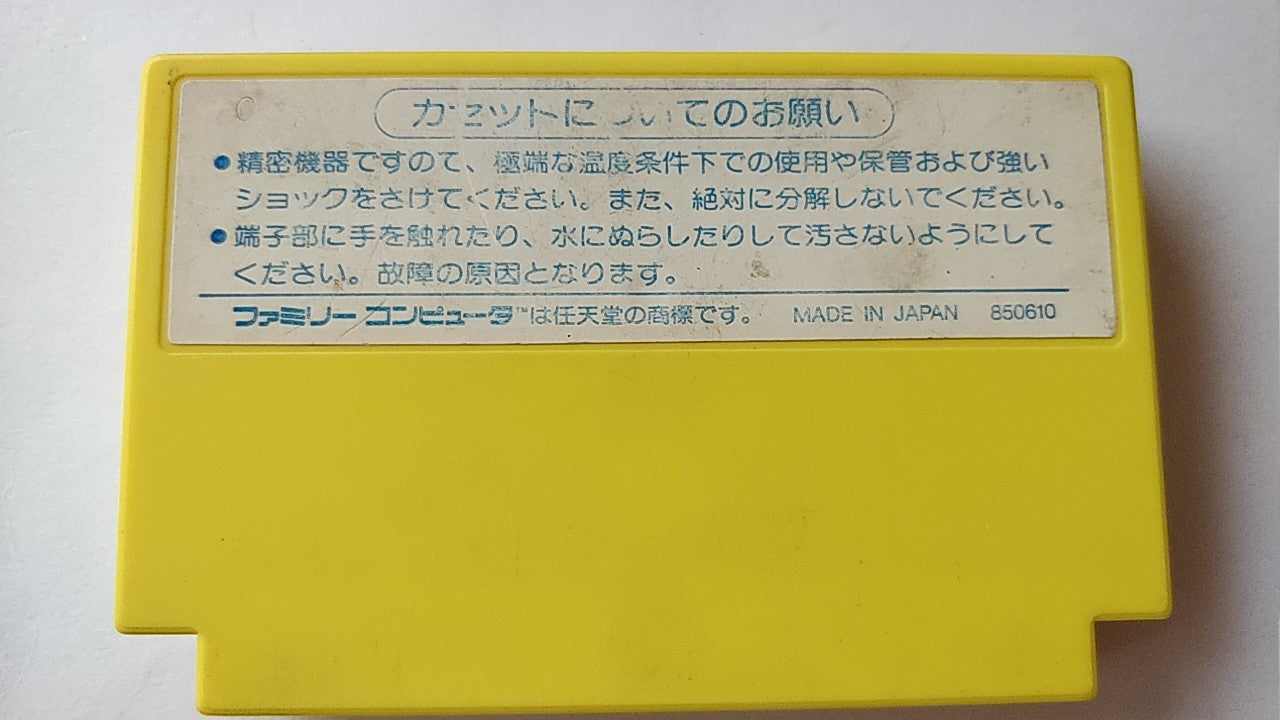 カセットについてのお願い
●精密機器ですので、極端な温度条件下での使用や保管および強い
ショックをさけてください。また、絶対に分解しないでください。
●端子部に手を触れたり、水にぬらしたりして汚さないようにして
ください。故障の原因となります。
ファミリーコンピュータ™は任天堂の商標です。 MADE IN JAPAN 850610